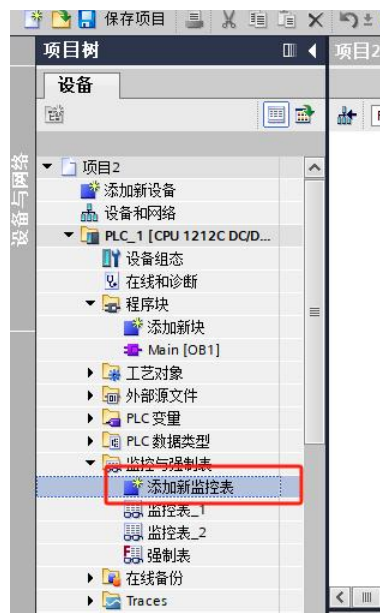 保存项目
项目树
项目2
设备
设备与网络
项目2
添加新设备
设备和网络
PLC_1 [CPU 1212C DC/D...
设备组态
在线和诊断
程序块
添加新块
Main [OB1]
工艺对象
外部源文件
PLC 变量
PLC 数据类型
监控与强制表
添加新监控表
监控表_1
监控表_2
强制表
在线备份
Traces